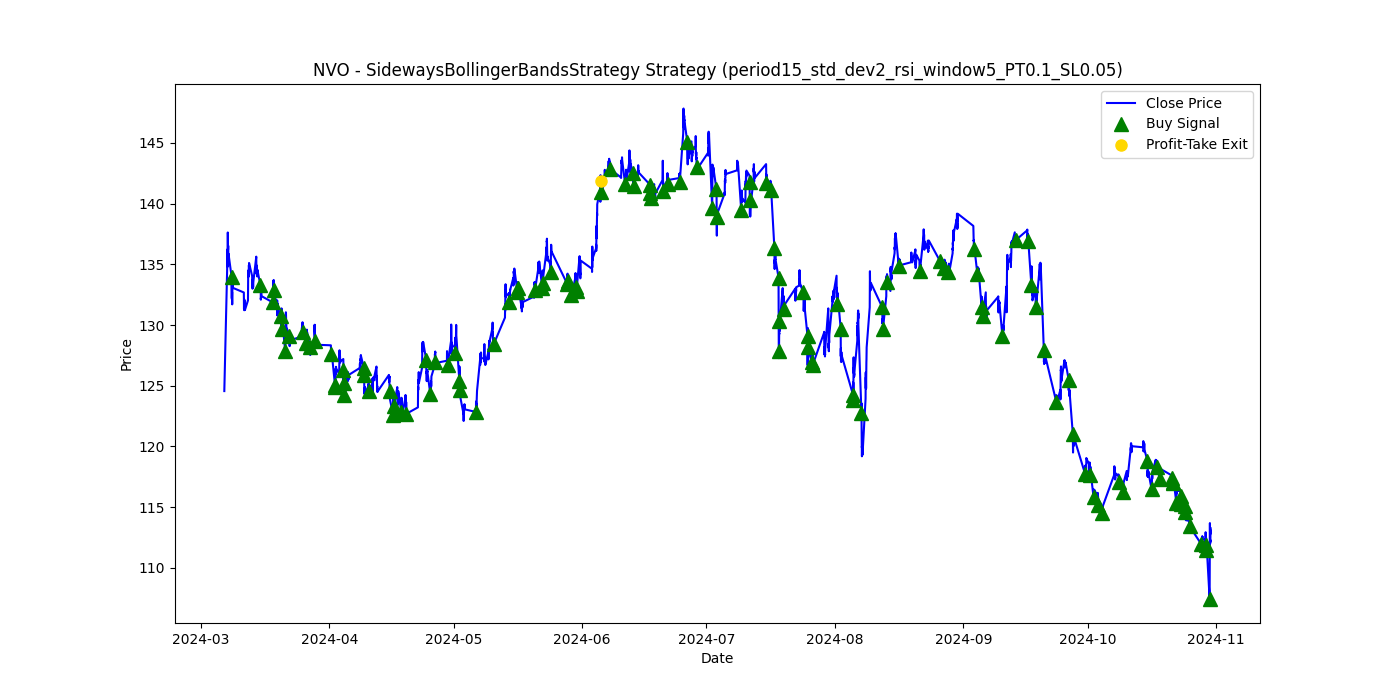 NVO - SidewaysBollingerBandsStrategy Strategy (period15_std_dev2_rsi_window5_PT0.1_SL0.05)
Close Price
Buy Signal
Profit-Take Exit
Price
145
140
135
130
125
120
115
110
2024-03
2024-04
2024-05
2024-06
2024-07
2024-08
2024-09
2024-10
2024-11
Date